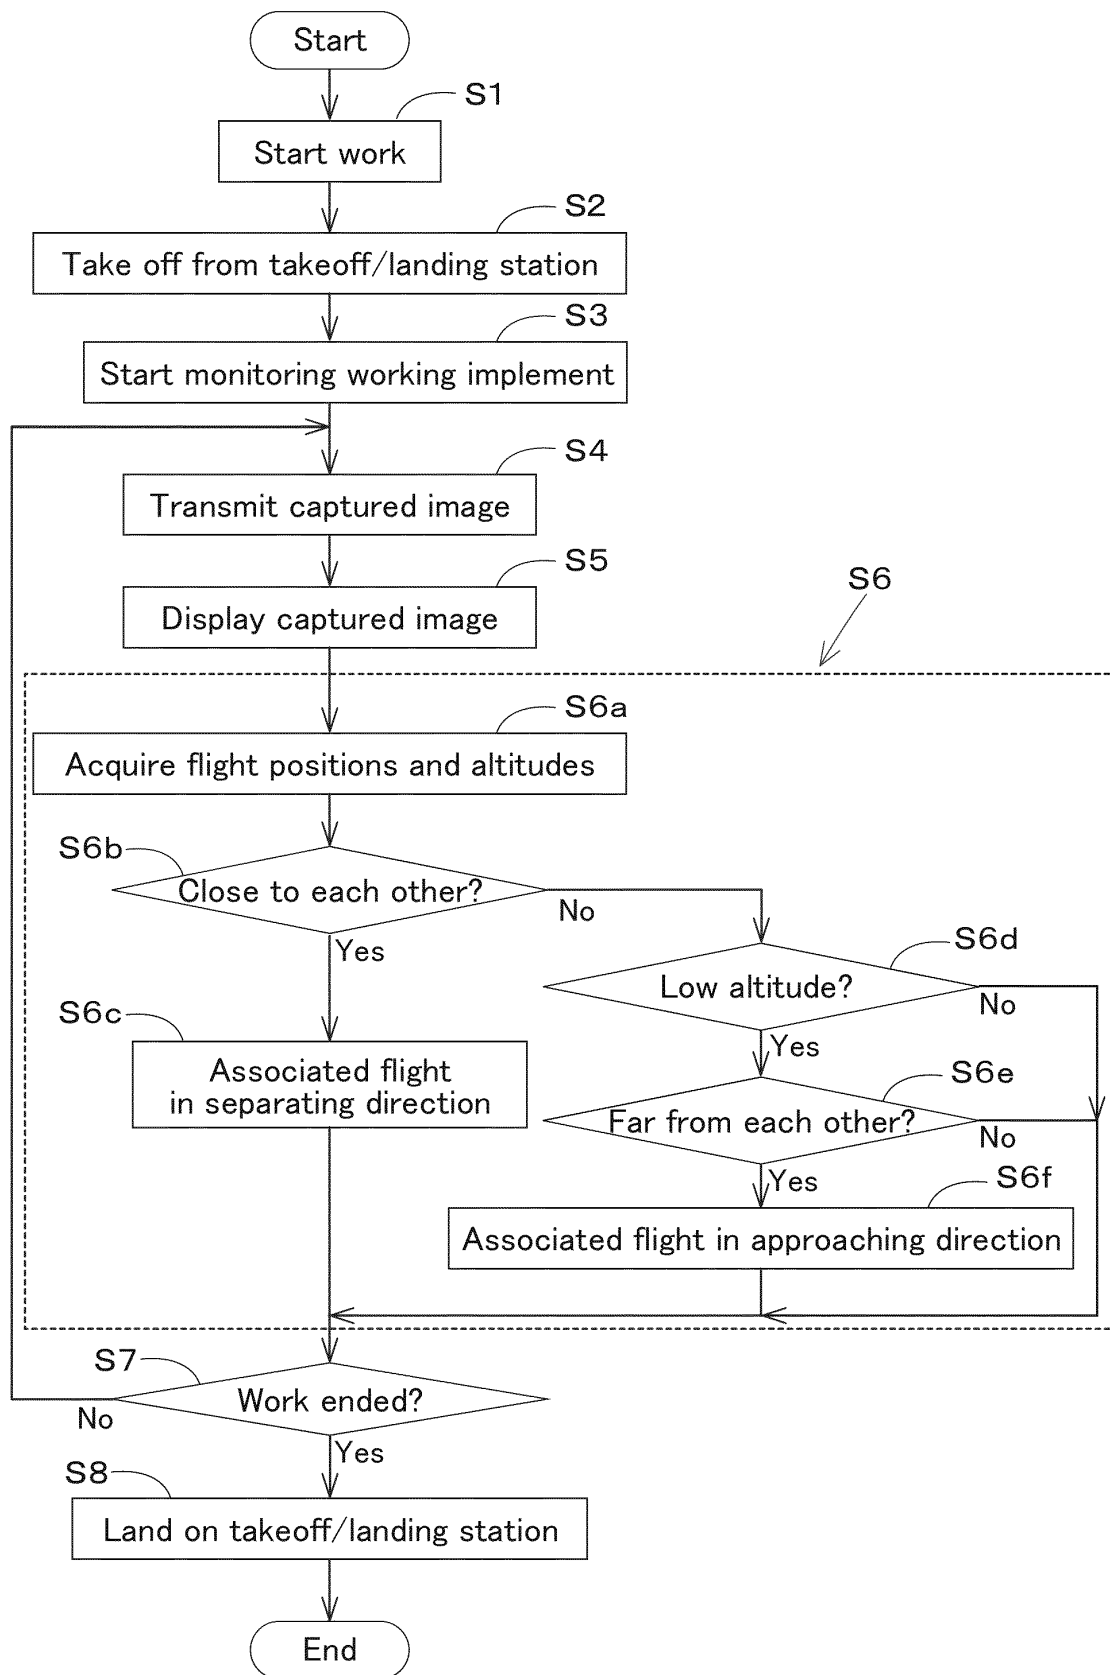 Start
S1
Start work
S2
Take off from takeoff/landing station
S3
Start monitoring working implement
S4
Transmit captured image
S5
Display captured image
S6
S6a
Acquire flight positions and altitudes
S6b
Close to each other?
No
Yes
S6d
Low altitude?
No
Yes
S6c
Associated flight
in separating direction
S6e
Far from each other?
No
Yes
S6f
Associated flight in approaching direction
S7
Work ended?
No
Yes
S8
Land on takeoff/landing station
End